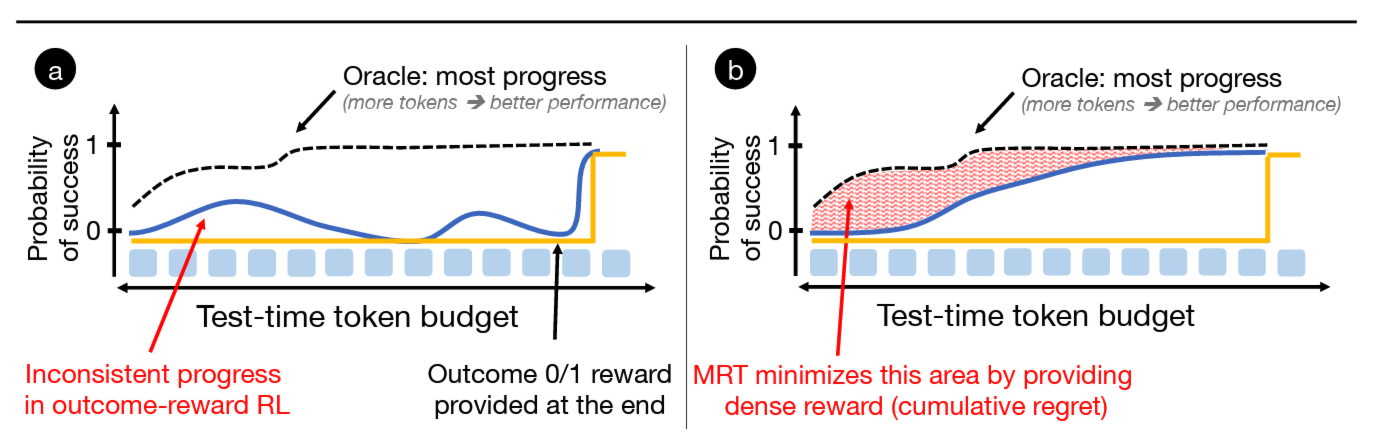 a
Oracle: most progress
(more tokens ➔ better performance)
Probability
of success
1
0
Test-time token budget
Inconsistent progress
in outcome-reward RL
Outcome 0/1 reward
provided at the end
b
Oracle: most progress
(more tokens ➔ better performance)
Probability
of success
1
0
Test-time token budget
MRT minimizes this area by providing
dense reward (cumulative regret)